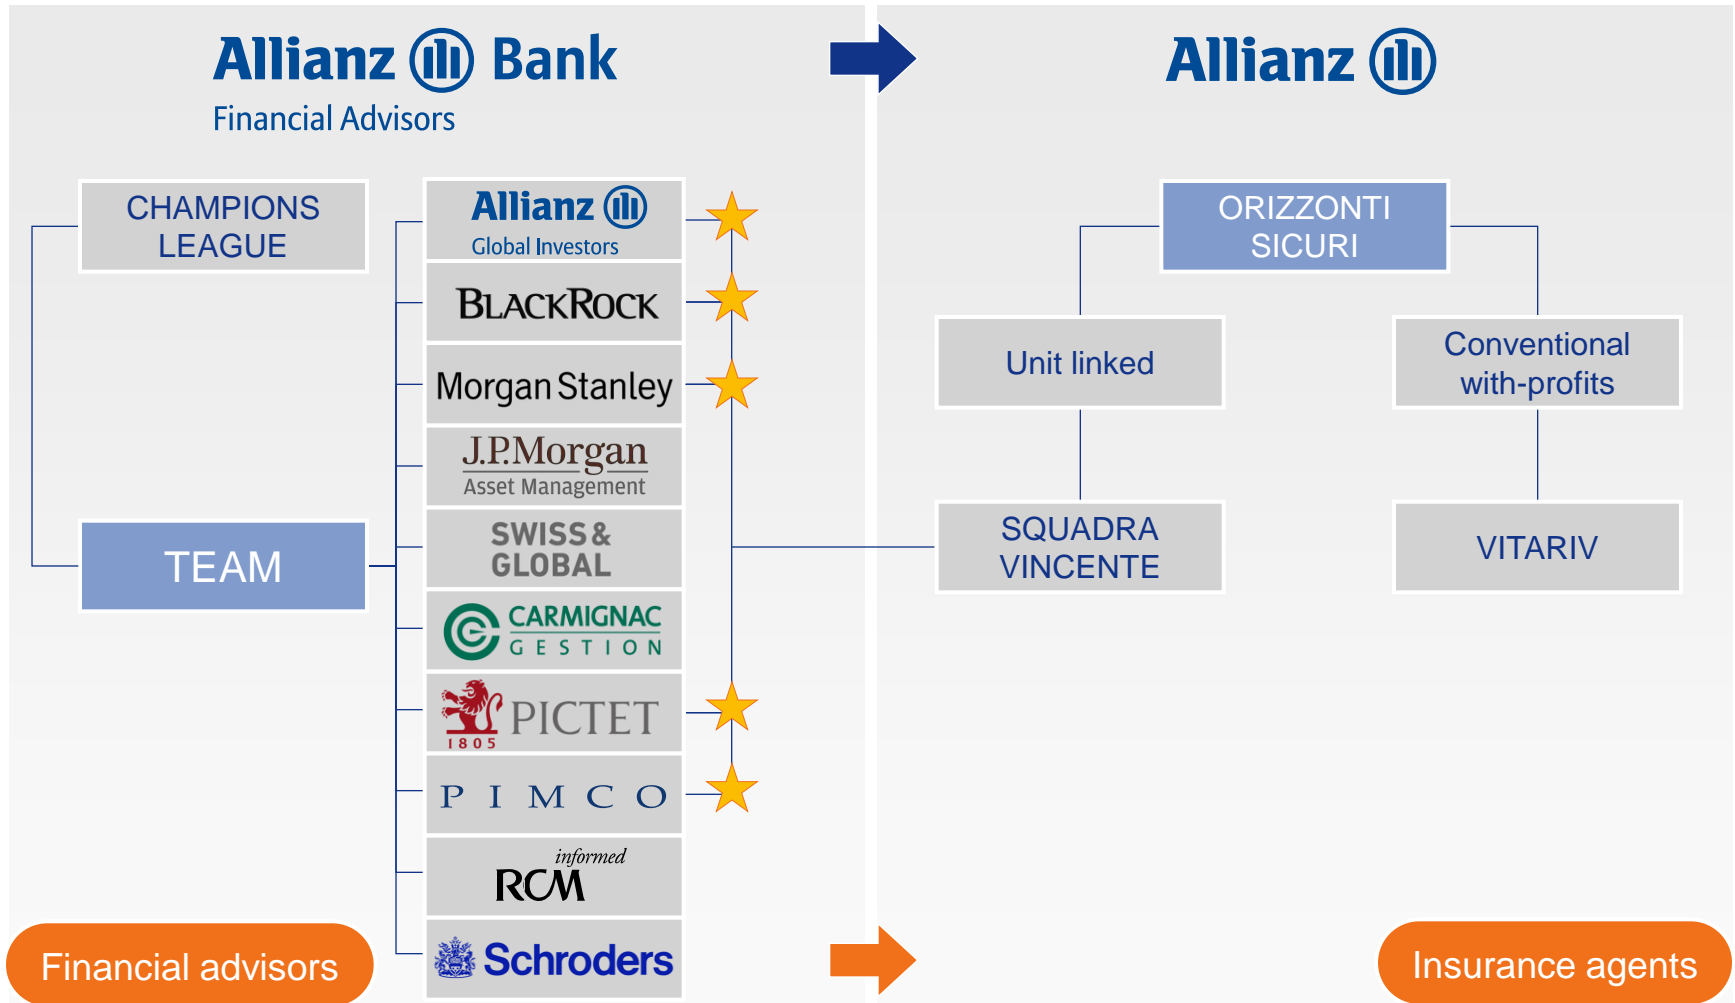 Allianz Bank
Financial Advisors
Allianz
CHAMPIONS
LEAGUE
TEAM
Allianz
Global Investors
BLACKROCK
Morgan Stanley
J.P.Morgan
Asset Management
SWISS &
GLOBAL
CARMIGNAC
GESTION
PICTET
1805
PIMCO
informed
RCM
Schroders
ORIZZONTI
SICURI
Unit linked
Conventional
with-profits
SQUADRA
VINCENTE
VITARIV
Financial advisors
Insurance agents